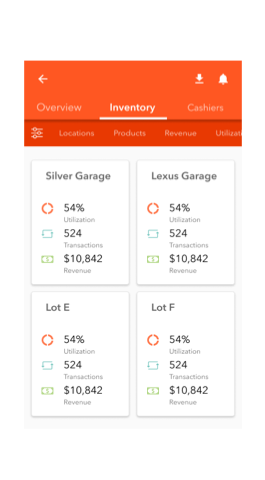 Overview Inventory Cashiers
Locations Products Revenue Utilizati
Silver Garage
54%
Utilization
524
Transactions
$10,842
Revenue
Lexus Garage
54%
Utilization
524
Transactions
$10,842
Revenue
Lot E
54%
Utilization
524
Transactions
$10,842
Revenue
Lot F
54%
Utilization
524
Transactions
$10,842
Revenue